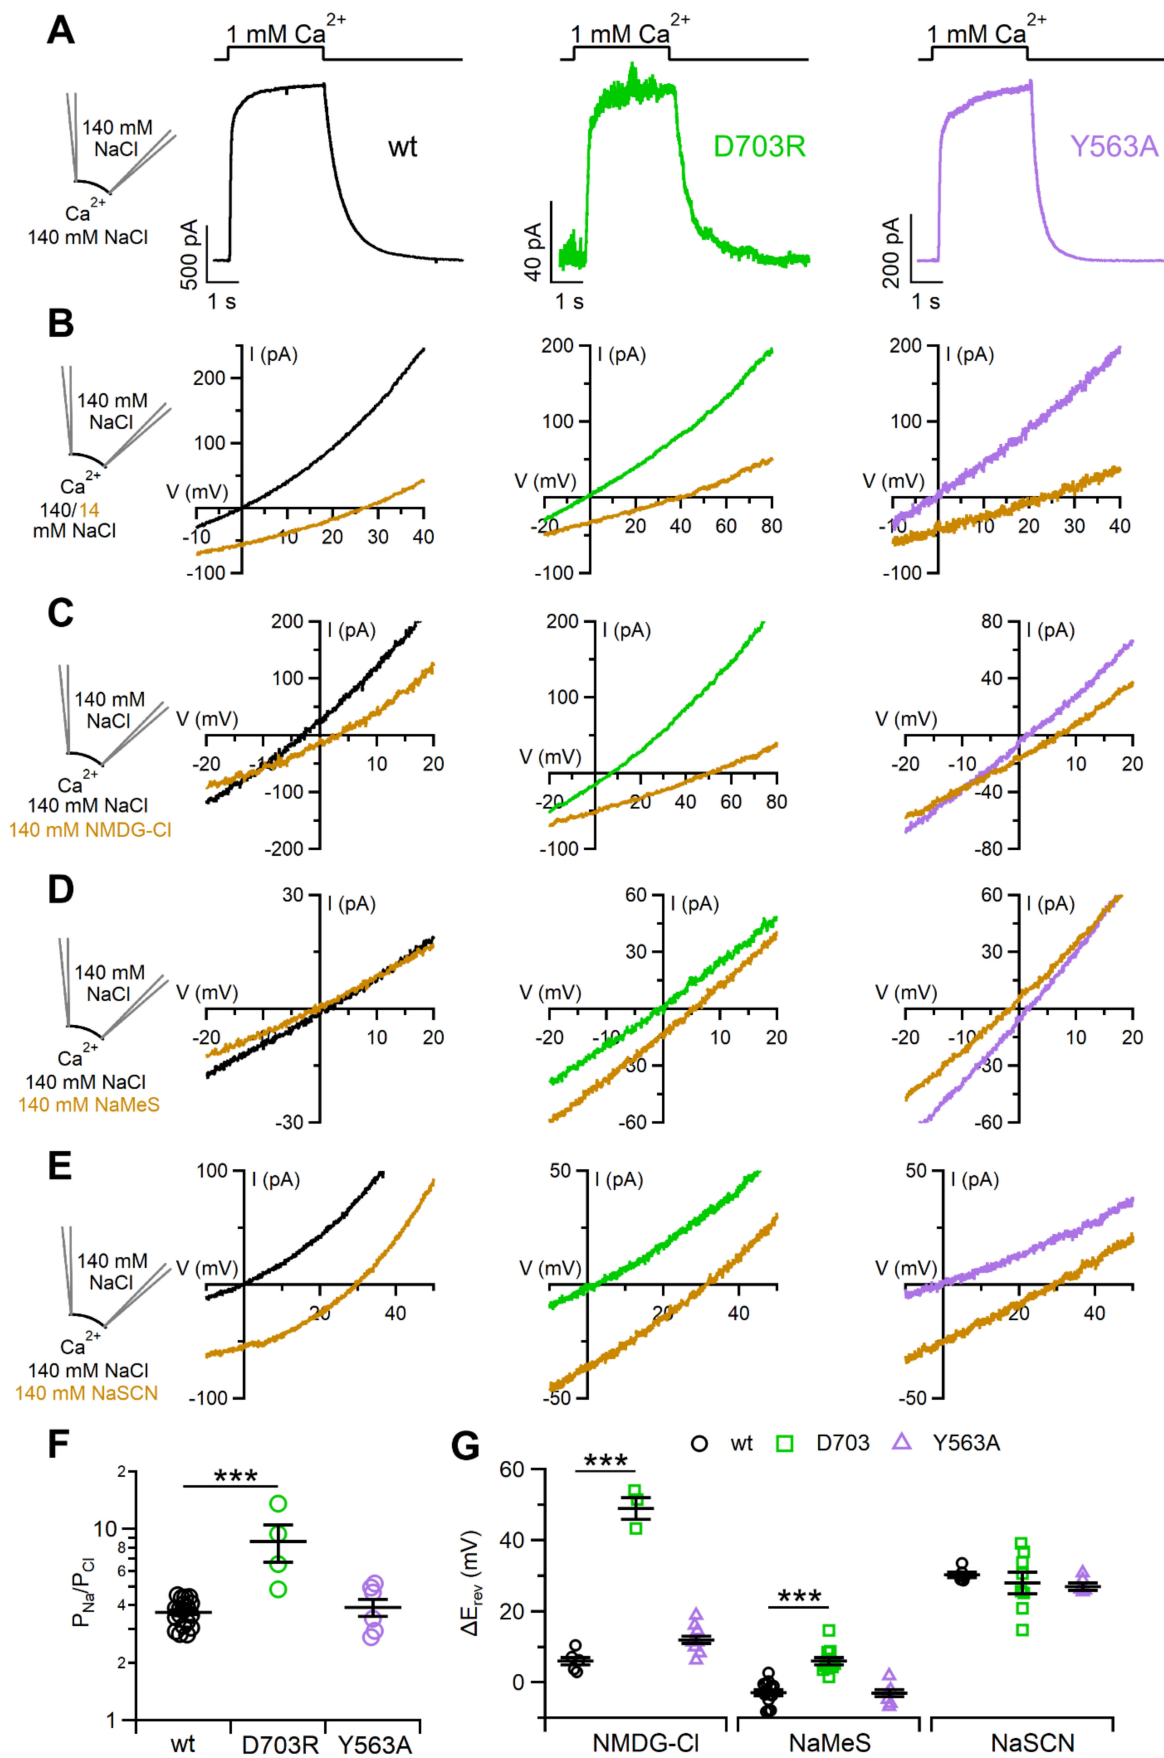 A
1 mM Ca2+
1 mM Ca2+
1 mM Ca2+
140 mM
NaCl
Ca2+
140 mM NaCl
wt
D703R
Y563A
500 pA
1 s
40 pA
1 s
200 pA
1 s
B
140 mM
NaCl
Ca2+
140/14
mM NaCl
I (pA)
200
100
V (mV)
-10
10
20
30
40
-100
200
I (pA)
100
V (mV)
-20
0
20
40
60
80
-100
200
I (pA)
100
V (mV)
-10
0
10
20
30
40
-100
C
140 mM
NaCl
Ca2+
140 mM NaCl
140 mM NMDG-Cl
200
I (pA)
100
V (mV)
-20
-10
0
10
20
-100
-200
200
I (pA)
100
V (mV)
-20
20
40
60
80
-100
80
I (pA)
40
V (mV)
-20
-10
0
10
20
-40
-80
D
140 mM
NaCl
Ca2+
140 mM NaCl
140 mM NaMeS
30
I (pA)
V (mV)
-20
-10
0
10
20
-30
60
I (pA)
30
V (mV)
-20
-10
0
10
20
-30
-60
60
I (pA)
30
V (mV)
-20
-10
0
10
20
-30
-60
E
140 mM
NaCl
Ca2+
140 mM NaCl
140 mM NaSCN
100
I (pA)
V (mV)
20
40
-100
50
I (pA)
V (mV)
20
40
-50
50
I (pA)
V (mV)
20
40
-50
F
PNa/PCl
2
10
8
6
4
2
1
***
wt
D703R
Y563A
G
wt
D703
Y563A
ΔErev (mV)
60
40
20
0
***
***
NMDG-Cl
NaMeS
NaSCN